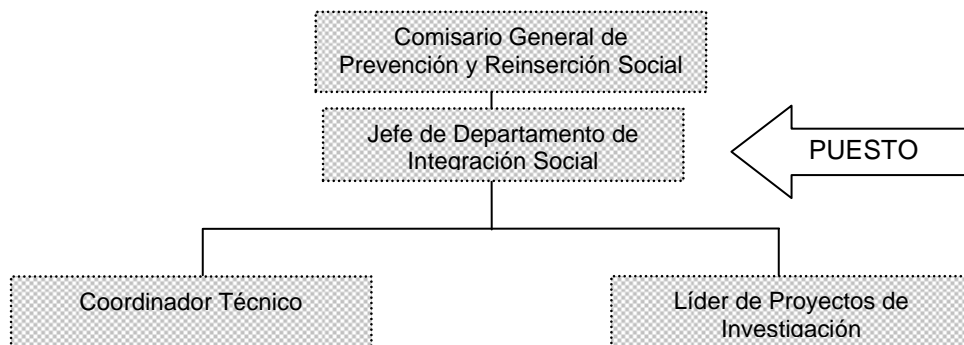 Comisario General de
Prevención y Reinserción Social
Jefe de Departamento de
Integración Social
PUESTO
Coordinador Técnico
Líder de Proyectos de
Investigación